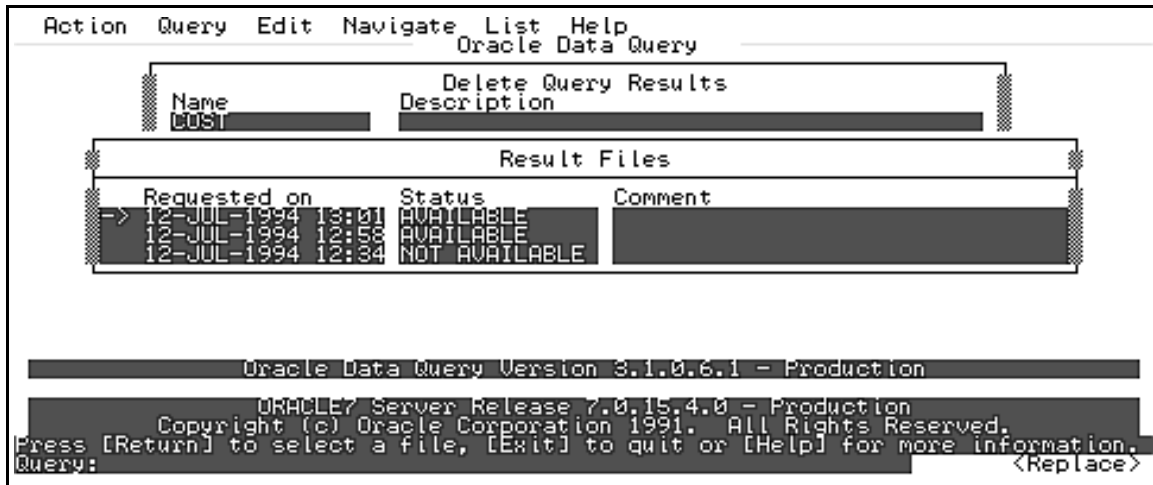 Action Query Edit Navigate List Help
Oracle Data Query
Delete Query Results
Name Description
COST
Result Files
Requested on Status Comment
-> 12-JUL-1994 13:01 AVAILABLE
12-JUL-1994 12:58 AVAILABLE
12-JUL-1994 12:34 NOT AVAILABLE
Oracle Data Query Version 3.1.0.6.1 - Production
ORACLE7 Server Release 7.0.15.4.0 - Production
Copyright (c) Oracle Corporation 1991. All Rights Reserved.
Press [Return] to select a file, [Exit] to quit or [Help] for more information.
Query: <Replace>